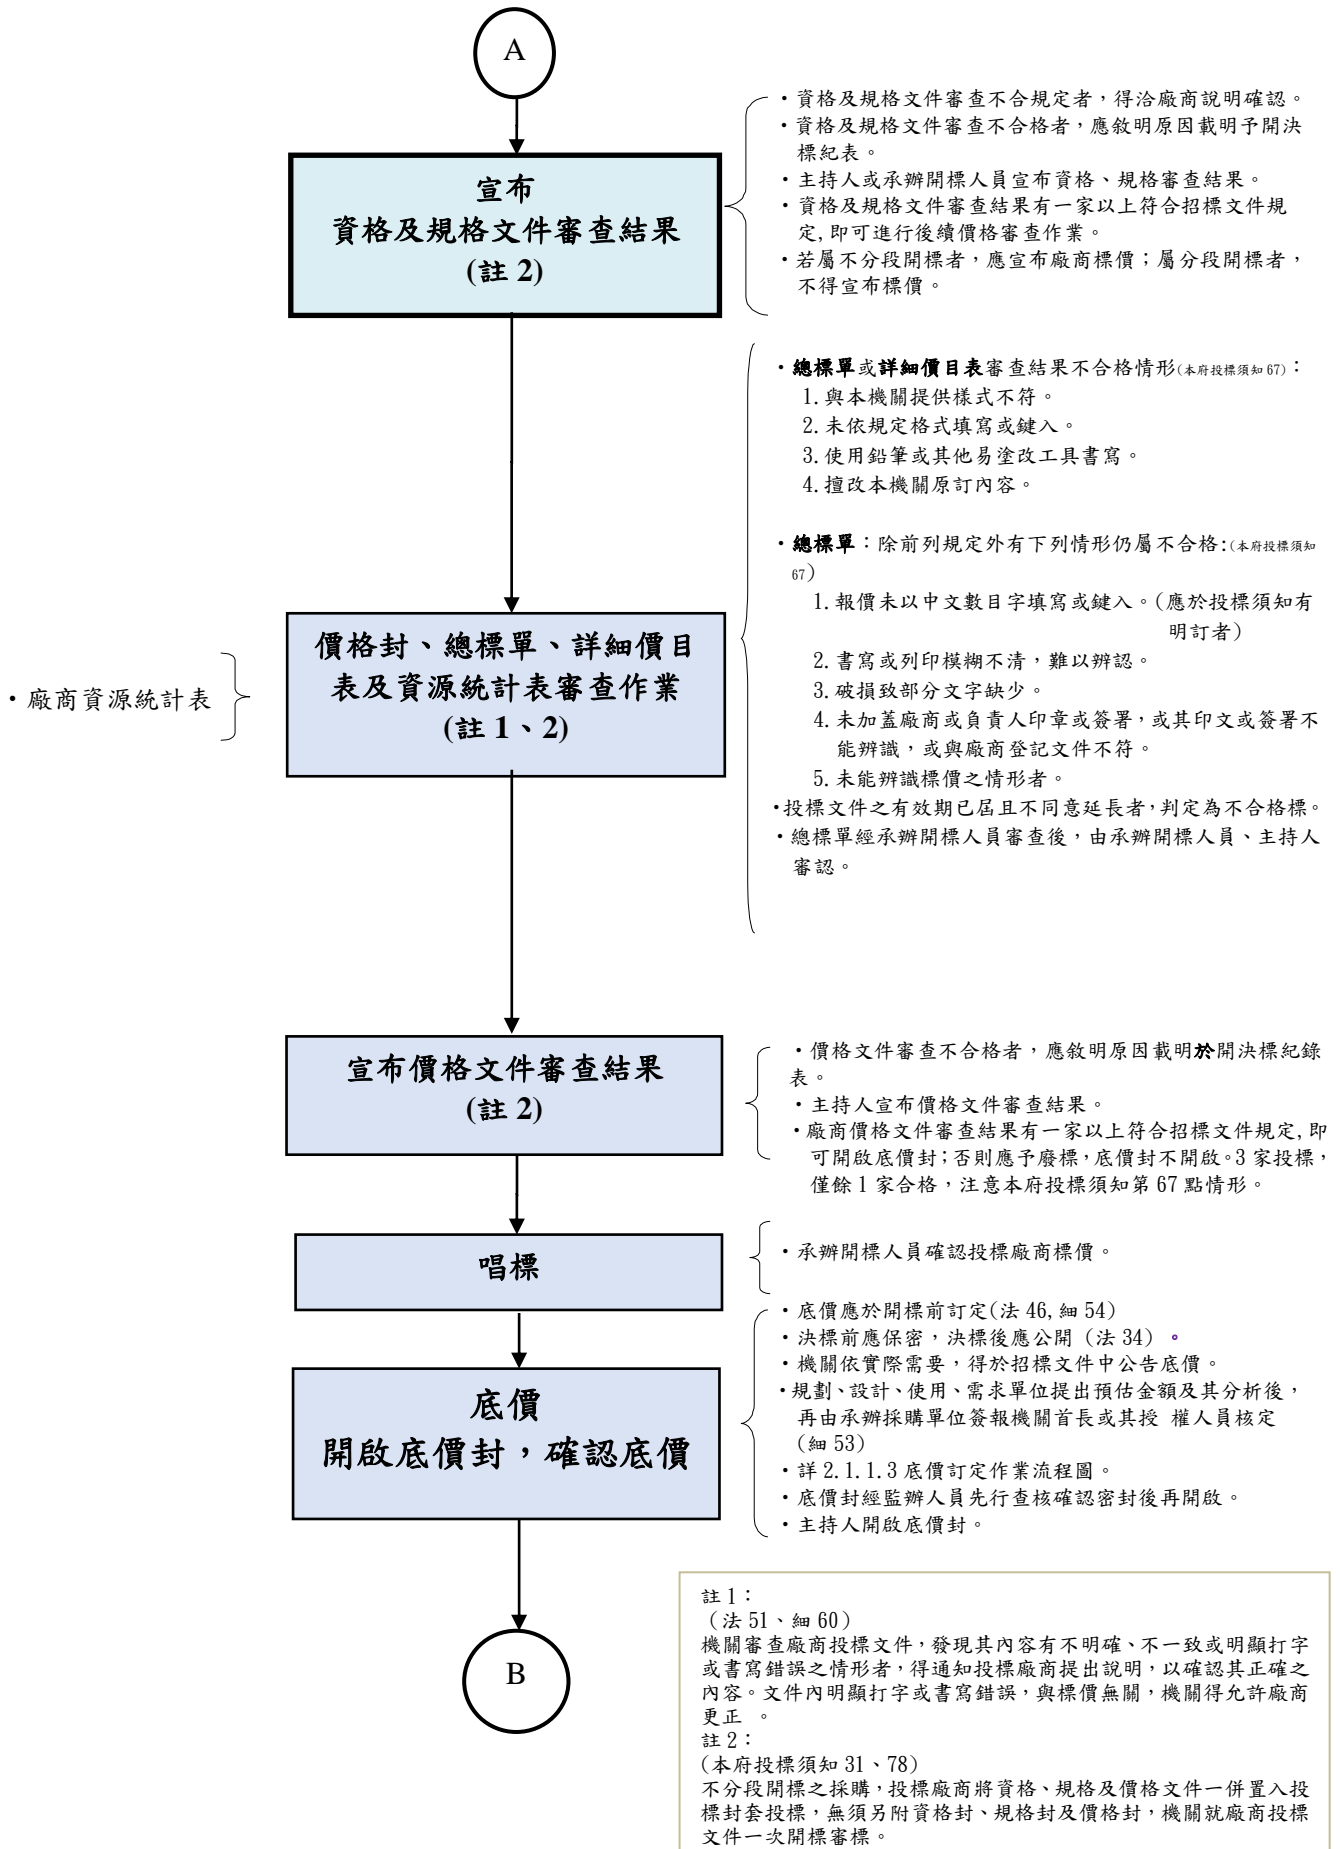 A
宣布
資格及規格文件審查結果
(註 2)
・資格及規格文件審查不合規定者，得洽廠商說明確認。
・資格及規格文件審查不合格者，應敘明原因載明予開決
標紀表。
・主持人或承辦開標人員宣布資格、規格審查結果。
・資格及規格文件審查結果有一家以上符合招標文件規
定,即可進行後續價格審查作業。
・若屬不分段開標者，應宣布廠商標價；屬分段開標者，
不得宣布標價。
・總標單或詳細價目表審查結果不合格情形(本府投標須知 67)：
1.與本機關提供樣式不符。
2.未依規定格式填寫或鍵入。
3.使用鉛筆或其他易塗改工具書寫。
4.擅改本機關原訂內容。
・總標單：除前列規定外有下列情形仍屬不合格:(本府投標須知
67)
1.報價未以中文數目字填寫或鍵入。(應於投標須知有
明訂者)
2.書寫或列印模糊不清，難以辨認。
3.破損致部分文字缺少。
4.未加蓋廠商或負責人印章或簽署，或其印文或簽署不
能辨識，或與廠商登記文件不符。
5.未能辨識標價之情形者。
・投標文件之有效期已屆且不同意延長者，判定為不合格標。
・總標單經承辦開標人員審查後，由承辦開標人員、主持人
審認。
價格封、總標單、詳細價目
表及資源統計表審查作業
(註 1、2)
・廠商資源統計表
宣布價格文件審查結果
(註 2)
・價格文件審查不合格者，應敘明原因載明於開決標紀錄
表。
・主持人宣布價格文件審查結果。
・廠商價格文件審查結果有一家以上符合招標文件規定,即
可開啟底價封；否則應予廢標，底價封不開啟。3 家投標，
僅餘 1 家合格，注意本府投標須知第 67 點情形。
唱標
・承辦開標人員確認投標廠商標價。
底價
開啟底價封，確認底價
・底價應於開標前訂定(法 46,細 54)
・決標前應保密，決標後應公開（法 34）。
・機關依實際需要，得於招標文件中公告底價。
・規劃、設計、使用、需求單位提出預估金額及其分析後，
再由承辦採購單位簽報機關首長或其授 權人員核定
(細 53)
・詳 2.1.1.3 底價訂定作業流程圖。
・底價封經監辦人員先行查核確認密封後再開啟。
・主持人開啟底價封。
B
註 1：
（法 51、細 60）
機關審查廠商投標文件，發現其內容有不明確、不一致或明顯打字
或書寫錯誤之情形者，得通知投標廠商提出說明，以確認其正確之
內容。文件內明顯打字或書寫錯誤，與標價無關，機關得允許廠商
更正 。
註 2：
(本府投標須知 31、78)
不分段開標之採購，投標廠商將資格、規格及價格文件一併置入投
標封套投標，無須另附資格封、規格封及價格封，機關就廠商投標
文件一次開標審標。